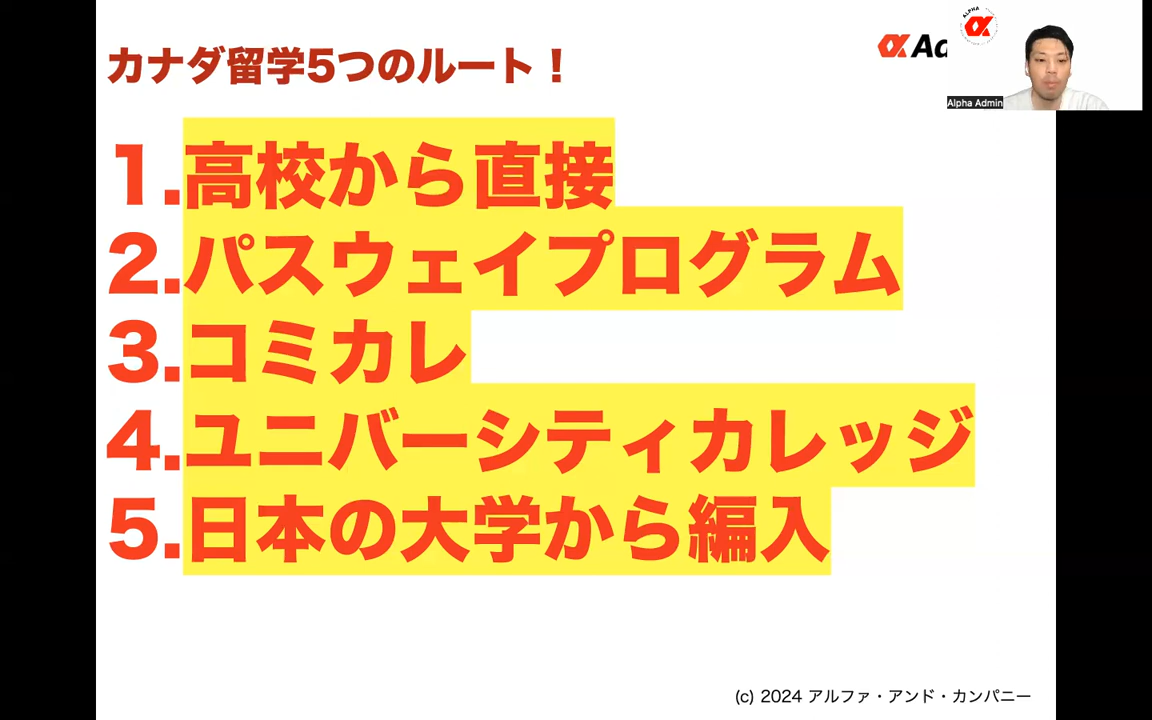 カナダ留学5つのルート！
ALPHA
Alpha Admin
1.高校から直接
2.パスウェイプログラム
3.コミカレ
4.ユニバーシティカレッジ
5.日本の大学から編入
(c) 2024 アルファ・アンド・カンパニー